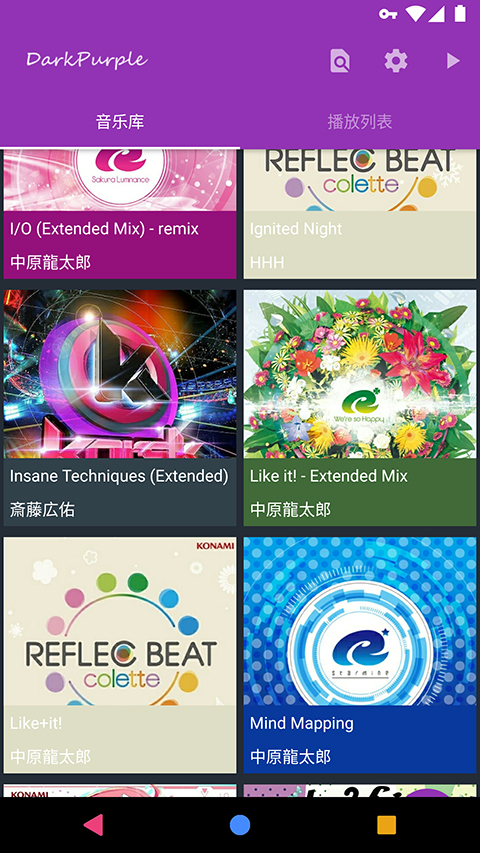 DarkPurple
音乐库
播放列表
Sakura Luminance
REFLEC BEAT
colette
I/O (Extended Mix) - remix
中原龍太郎
Ignited Night
HHH
We're so Happy
Insane Techniques (Extended)
斎藤広佑
Like it! - Extended Mix
中原龍太郎
KONAMI
REFLEC BEAT
colette
Starmine
Like+it!
中原龍太郎
Mind Mapping
中原龍太郎
KONAMI